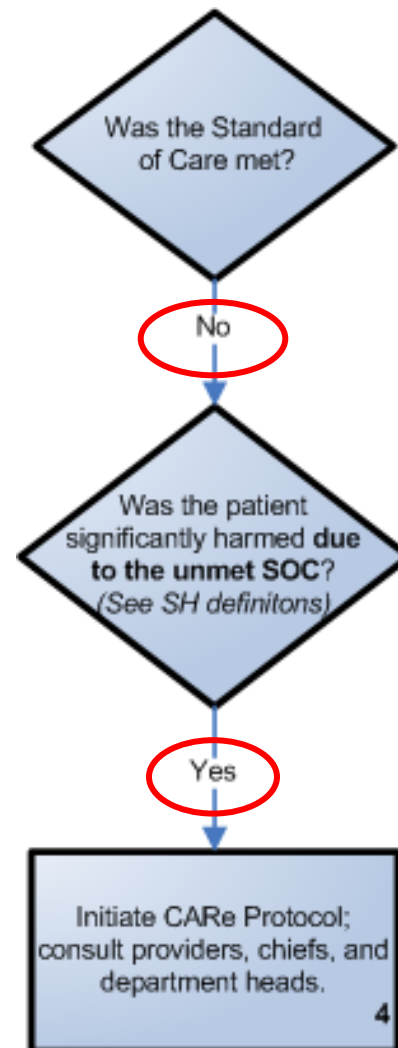 Was the Standard
of Care met?
No
Was the patient
significantly harmed due
to the unmet SOC?
(See SH definitons)
Yes
Initiate CARe Protocol;
consult providers, chiefs, and
department heads.
4